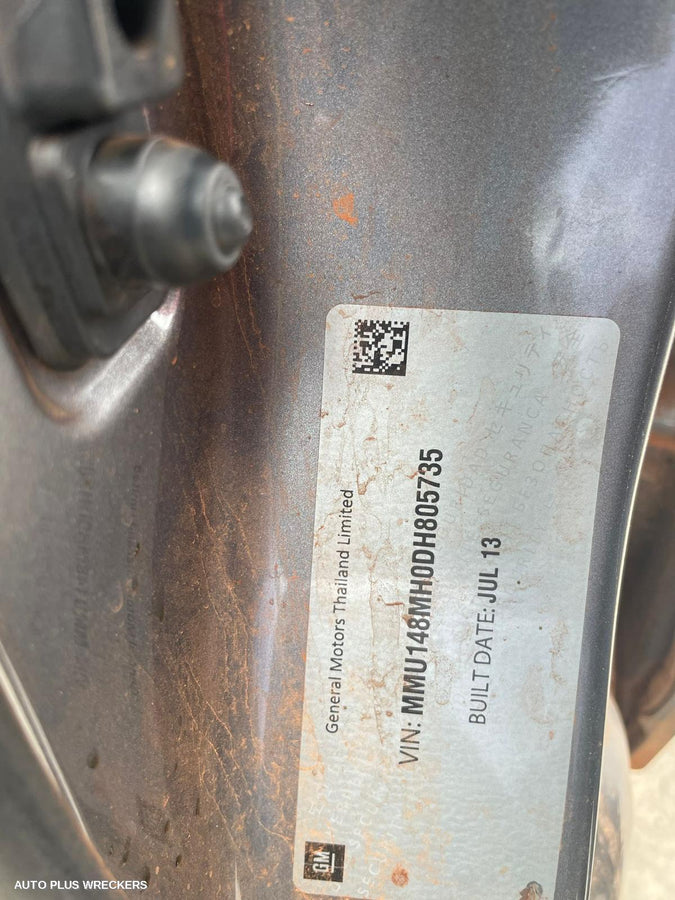 General Motors Thailand Limited
VIN: MMU148MH0DH805735
BUILT DATE: JUL 13
GM
AUTO PLUS WRECKERS